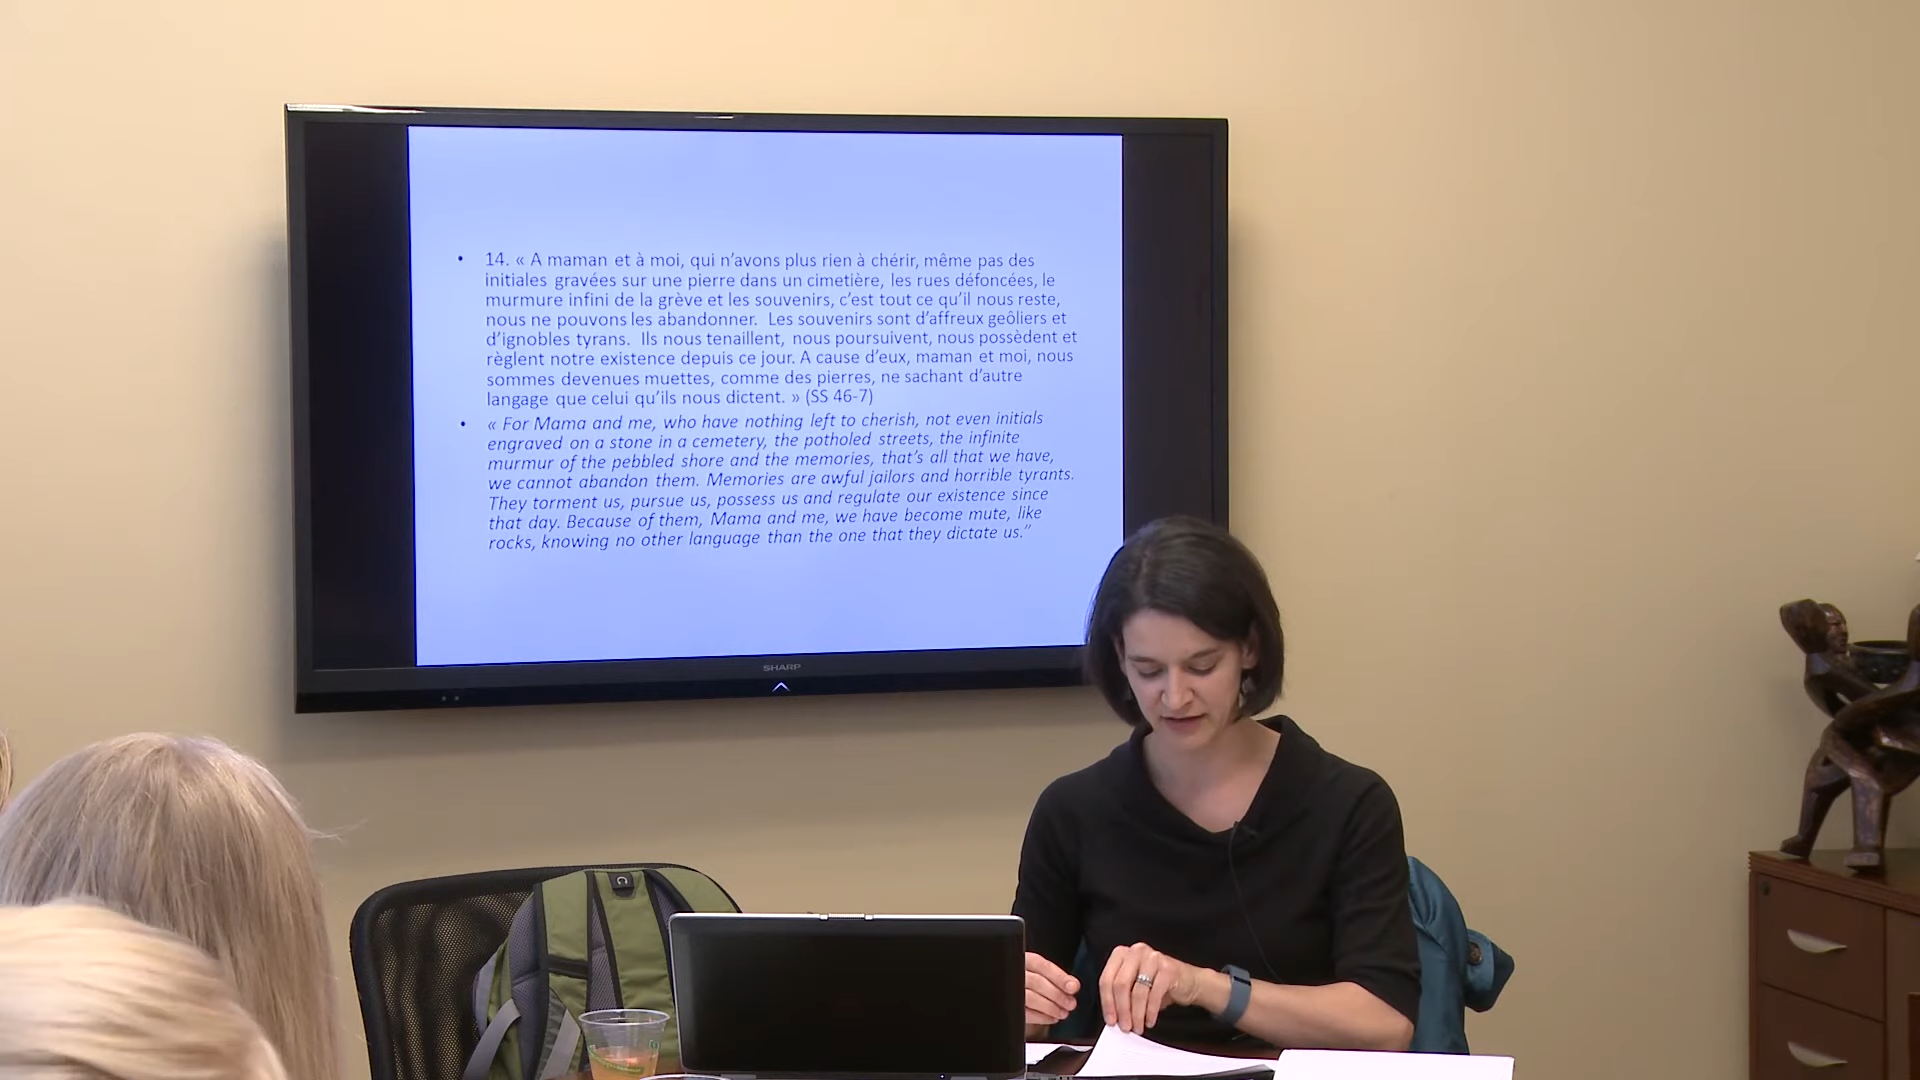 • 14. « A maman et à moi, qui n’avons plus rien à chérir, même pas des
initiales gravées sur une pierre dans un cimetière, les rues défoncées, le
murmure infini de la grève et les souvenirs, c’est tout ce qu’il nous reste,
nous ne pouvons les abandonner. Les souvenirs sont d’affreux geôliers et
d’ignobles tyrans. Ils nous tenaillent, nous poursuivent, nous possèdent et
règlent notre existence depuis ce jour. A cause d’eux, maman et moi, nous
sommes devenues muettes, comme des pierres, ne sachant d’autre
langage que celui qu’ils nous dictent. » (SS 46-7)
• « For Mama and me, who have nothing left to cherish, not even initials
engraved on a stone in a cemetery, the potholed streets, the infinite
murmur of the pebbled shore and the memories, that’s all that we have,
we cannot abandon them. Memories are awful jailors and horrible tyrants.
They torment us, pursue us, possess us and regulate our existence since
that day. Because of them, Mama and me, we have become mute, like
rocks, knowing no other language than the one that they dictate us.”
SHARP